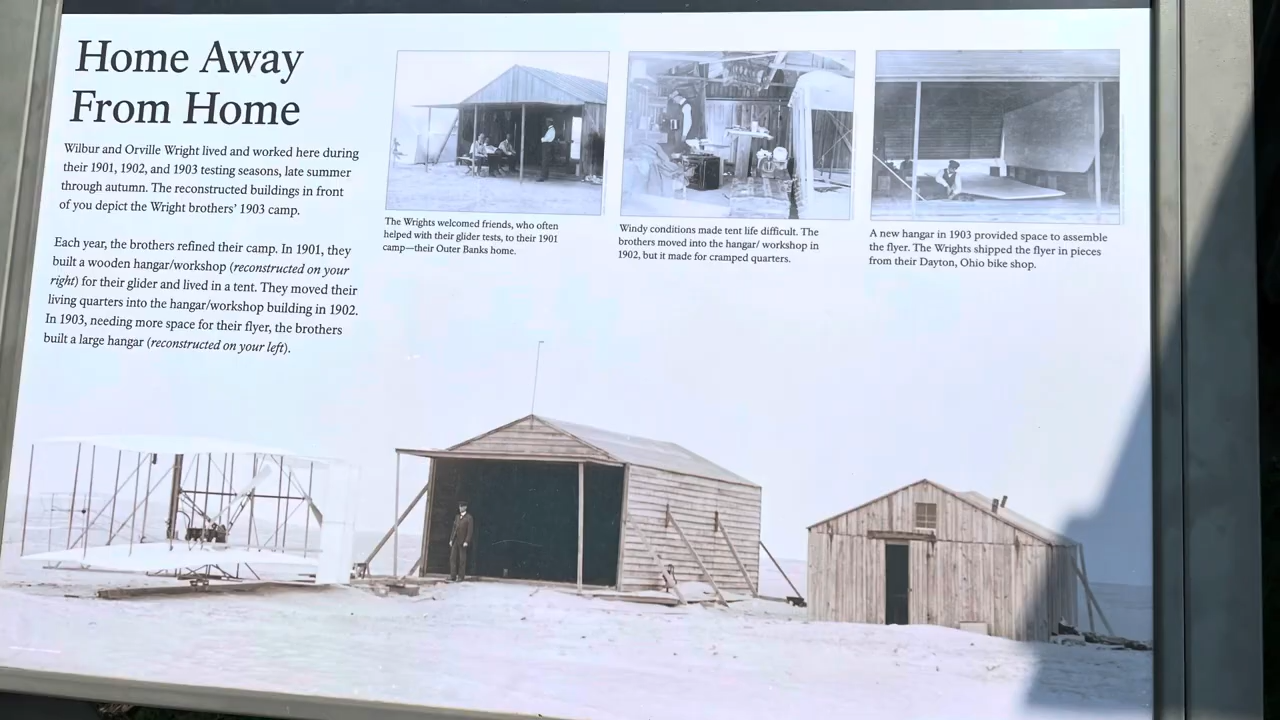 Home Away
From Home
Wilbur and Orville Wright lived and worked here during
their 1901, 1902, and 1903 testing seasons, late summer
through autumn. The reconstructed buildings in front
of you depict the Wright brothers' 1903 camp.
Each year, the brothers refined their camp. In 1901, they
built a wooden hangar/workshop (reconstructed on your
right) for their glider and lived in a tent. They moved their
living quarters into the hangar/workshop building in 1902.
In 1903, needing more space for their flyer, the brothers
built a large hangar (reconstructed on your left).
The Wrights welcomed friends, who often
helped with their glider tests, to their 1901
camp—their Outer Banks home.
Windy conditions made tent life difficult. The
brothers moved into the hangar/ workshop in
1902, but it made for cramped quarters.
A new hangar in 1903 provided space to assemble
the flyer. The Wrights shipped the flyer in pieces
from their Dayton, Ohio bike shop.